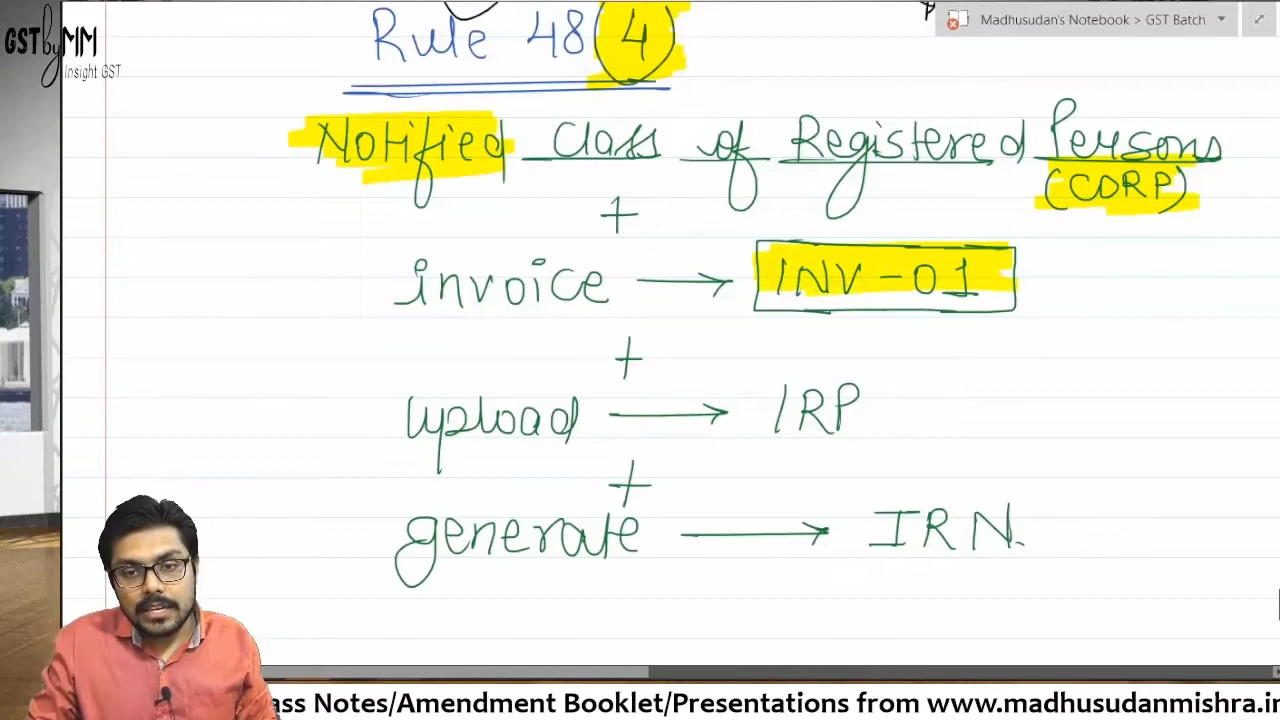 GST by MM
Insight GST
Madhusudan's Notebook > GST Batch
Rule 48 (4)
Notified Class of Registered Persons
(CORP)
+
invoice → INV-01
+
upload → IRP
+
generate → IRN.
ass Notes/Amendment Booklet/Presentations from www.madhusudanmishra.in